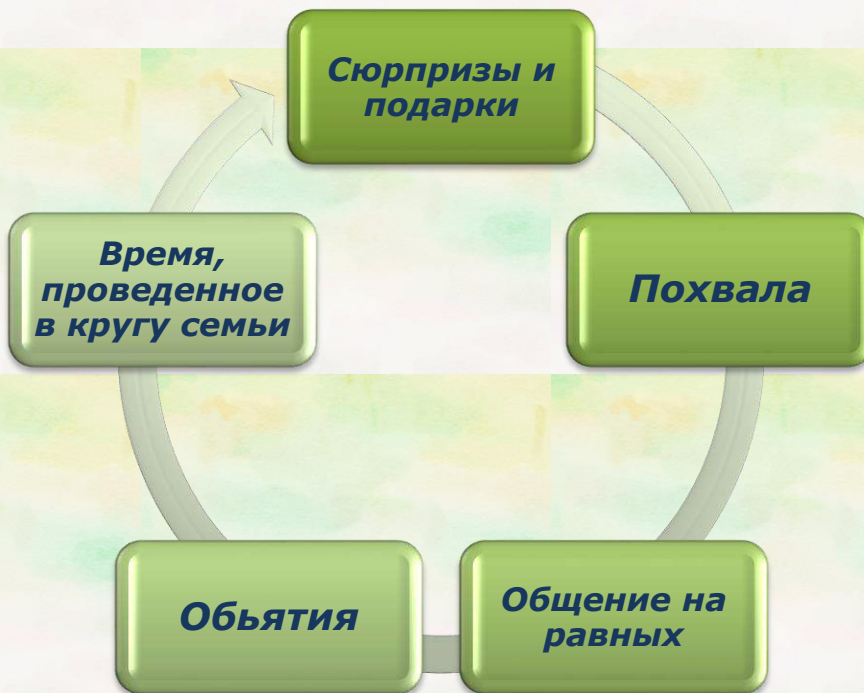 Сюрпризы и
подарки
Время,
проведенное
в кругу семьи
Похвала
Обьятия
Общение на
равных